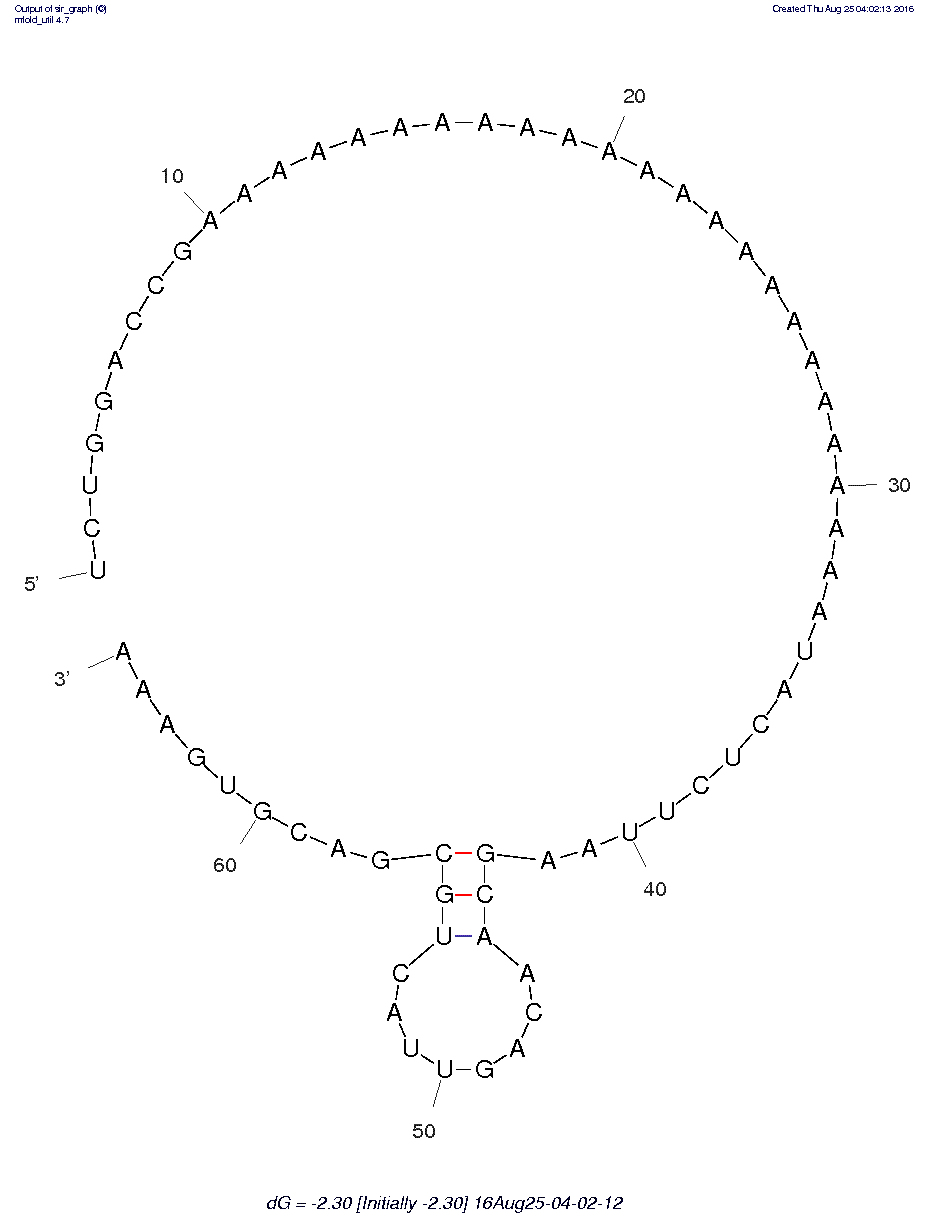 Output of sir_graph (©)
mfold_util 4.7
Created Thu Aug 25 04:02:13 2016
5'
U C U G G A C C G A
10
A A A A A A A A A A
20
A A A A A A A A A A
30
A A A U A C U C U U
40
A A G C A A C A G U
50
U A C U G C G A C G
60
U G A A A
3'
dG = -2.30 [Initially -2.30] 16Aug25-04-02-12